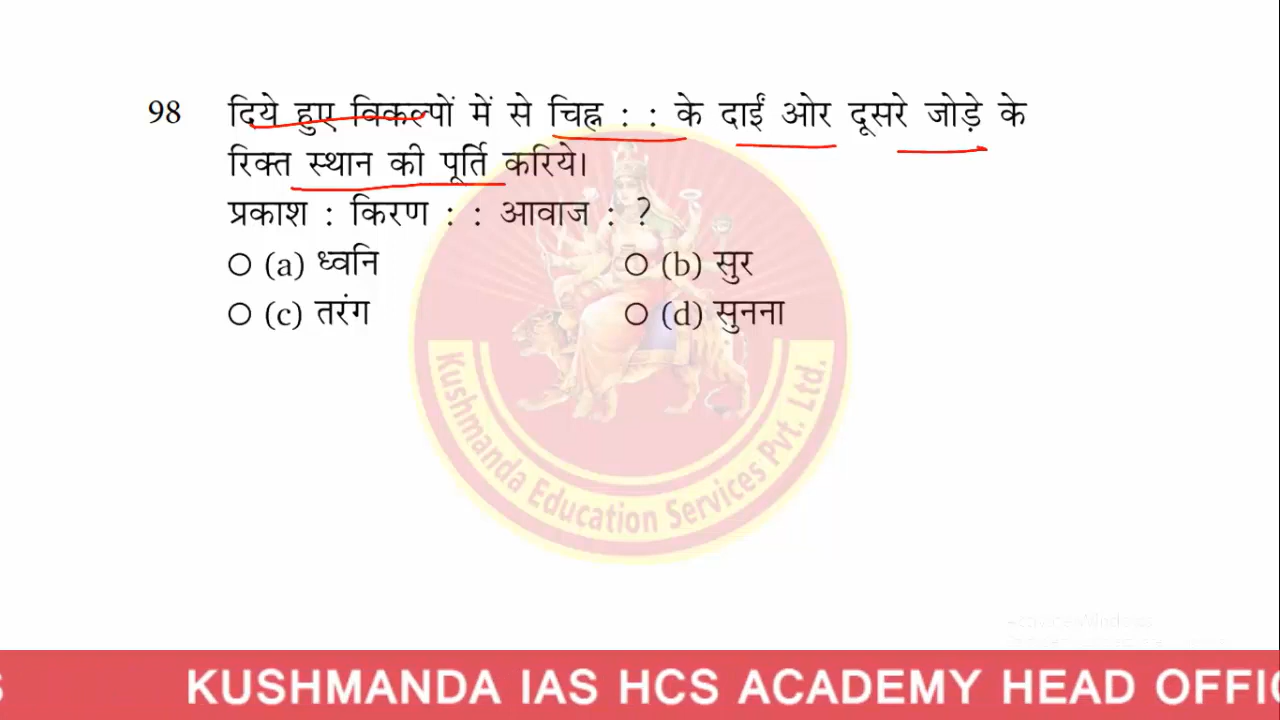 98 दिये हुए विकल्पों में से चिह्न : : के दाईं ओर दूसरे जोड़े के
रिक्त स्थान की पूर्ति करिये।
प्रकाश : किरण : : आवाज : ?
(a) ध्वनि (b) सुर
(c) तरंग (d) सुनना
Kushmanda Education Services Pvt. Ltd.
S KUSHMANDA IAS HCS ACADEMY HEAD OFFIC